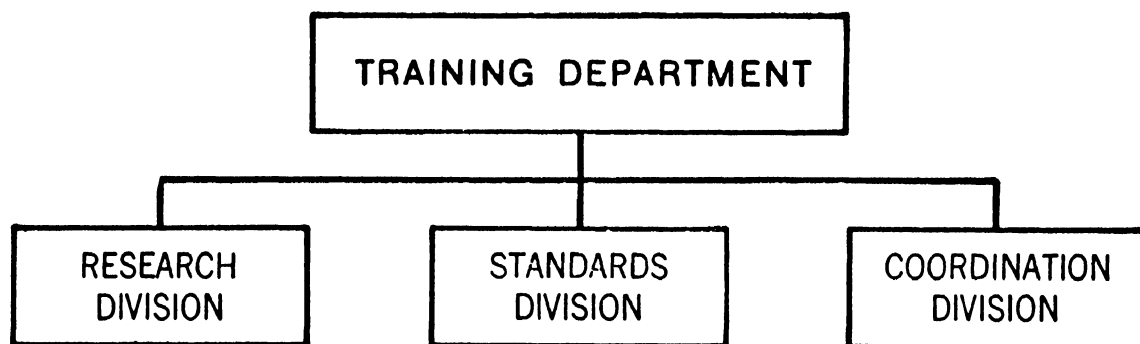 TRAINING DEPARTMENT
RESEARCH
DIVISION
STANDARDS
DIVISION
COORDINATION
DIVISION